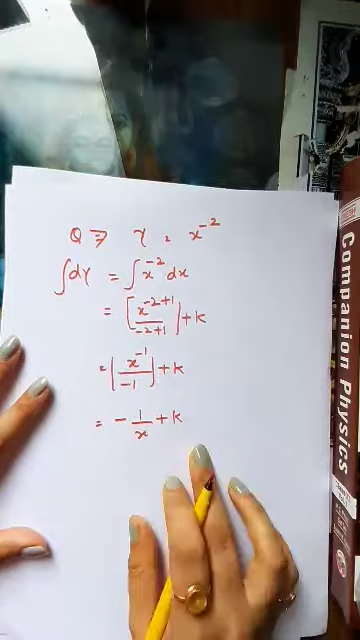 Q ⇒ y = x⁻²
∫dy = ∫x⁻² dx
= [x⁻²⁺¹/-2+1] + k
= [x⁻¹/-1] + k
= - 1/x + k
Companion Physics